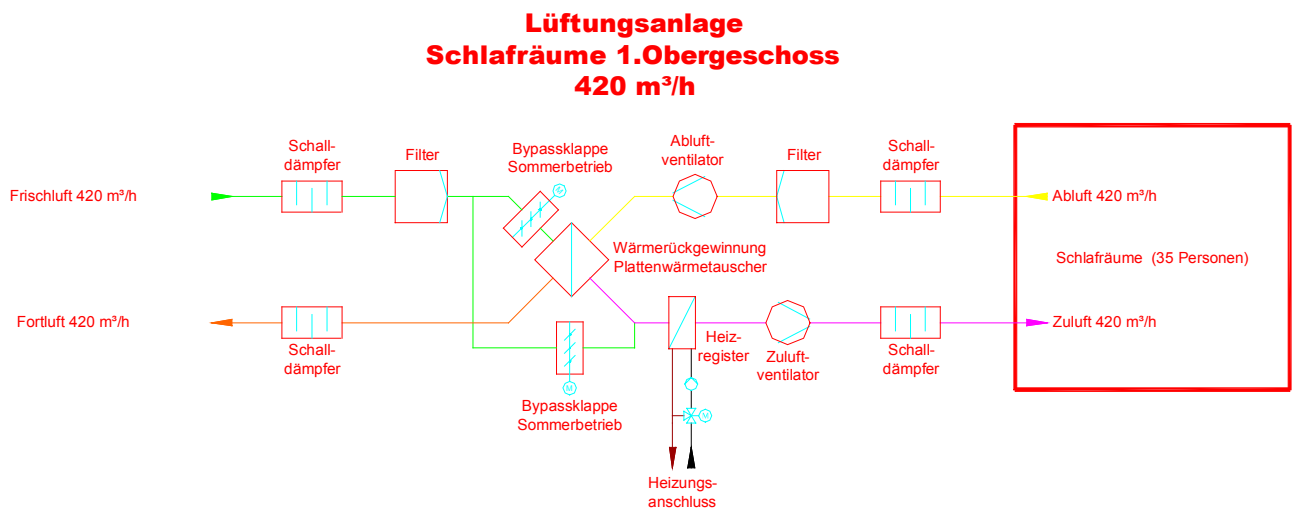 Lüftungsanlage
Schlafräume 1.Obergeschoss
420 m³/h
Schall-
dämpfer
Filter
Bypassklappe
Sommerbetrieb
M
Abluft-
ventilator
Filter
Schall-
dämpfer
Frischluft 420 m³/h
Abluft 420 m³/h
Wärmerückgewinnung
Plattenwärmetauscher
Schlafräume (35 Personen)
Fortluft 420 m³/h
Zuluft 420 m³/h
Schall-
dämpfer
Heiz-
register
Zuluft-
ventilator
Schall-
dämpfer
M
Bypassklappe
Sommerbetrieb
M
Heizungs-
anschluss